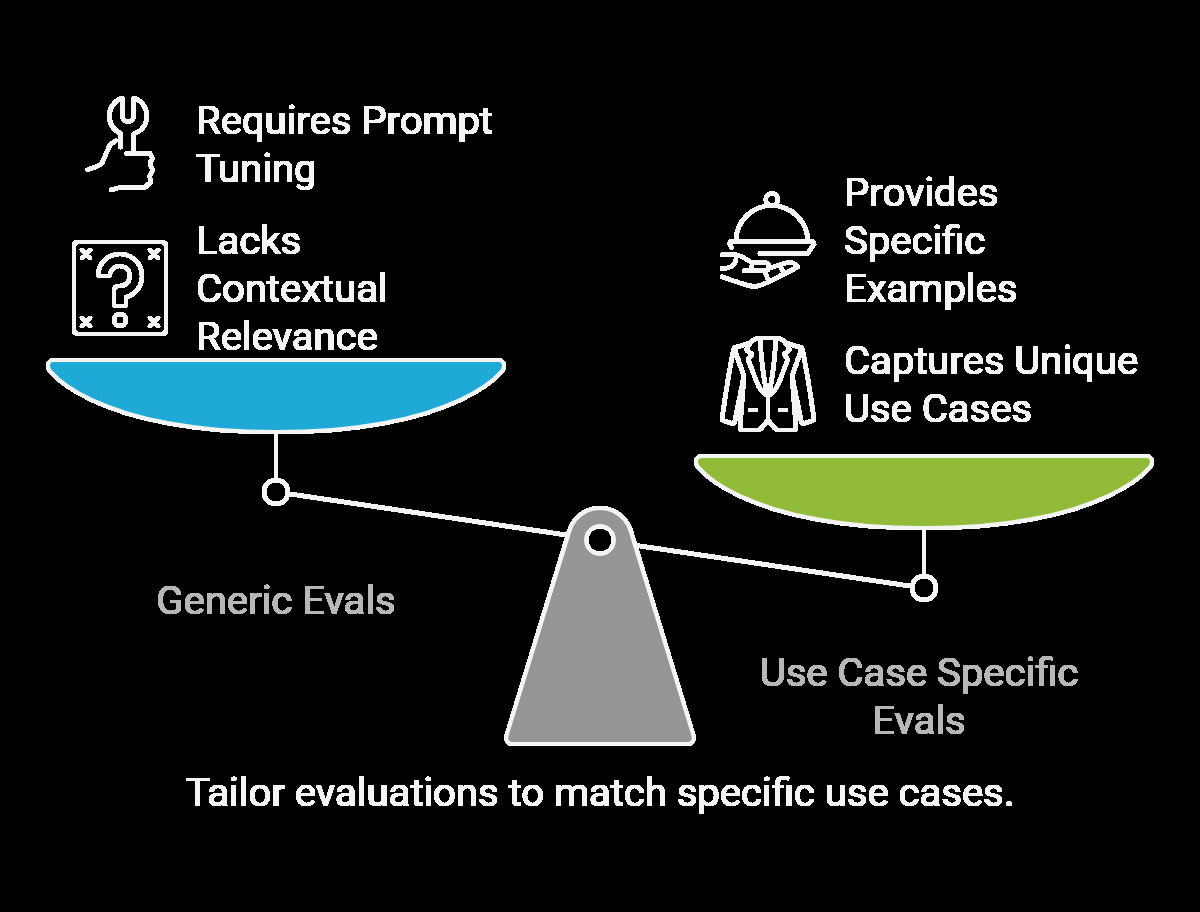 Requires Prompt
Tuning
Lacks
Contextual
Relevance
Provides
Specific
Examples
Captures Unique
Use Cases
Generic Evals
Use Case Specific
Evals
Tailor evaluations to match specific use cases.